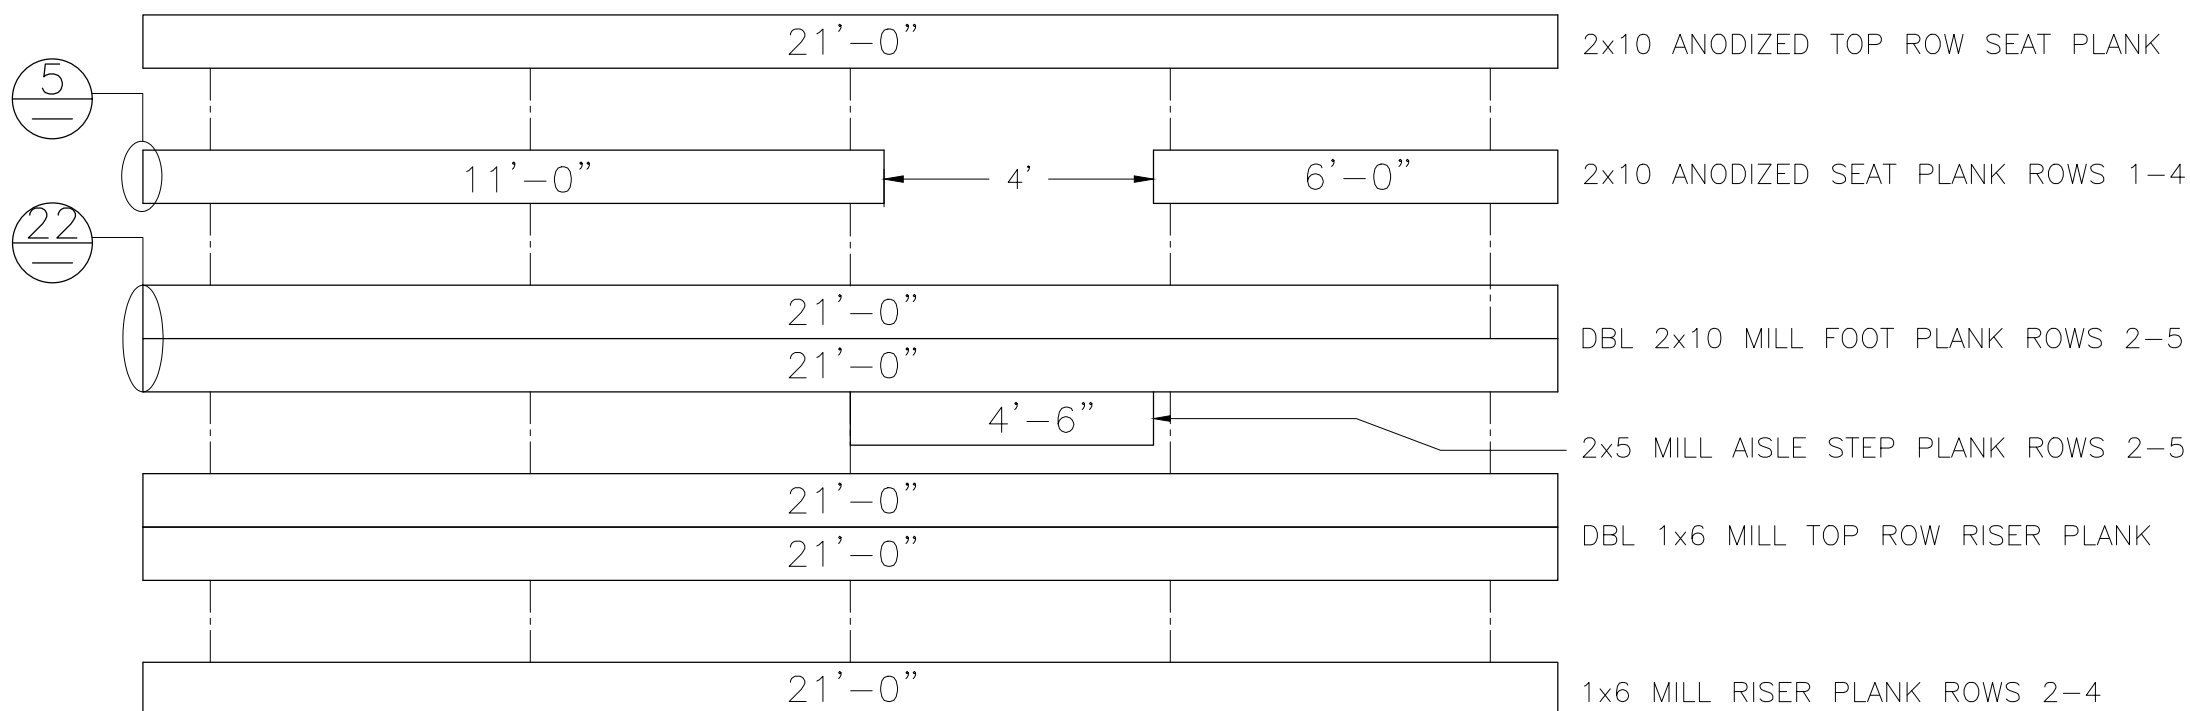 21'-0" 2x10 ANODIZED TOP ROW SEAT PLANK
5
11'-0" 4' 6'-0" 2x10 ANODIZED SEAT PLANK ROWS 1-4
22
21'-0"
DBL 2x10 MILL FOOT PLANK ROWS 2-5
21'-0"
4'-6"
2x5 MILL AISLE STEP PLANK ROWS 2-5
21'-0"
DBL 1x6 MILL TOP ROW RISER PLANK
21'-0"
21'-0" 1x6 MILL RISER PLANK ROWS 2-4